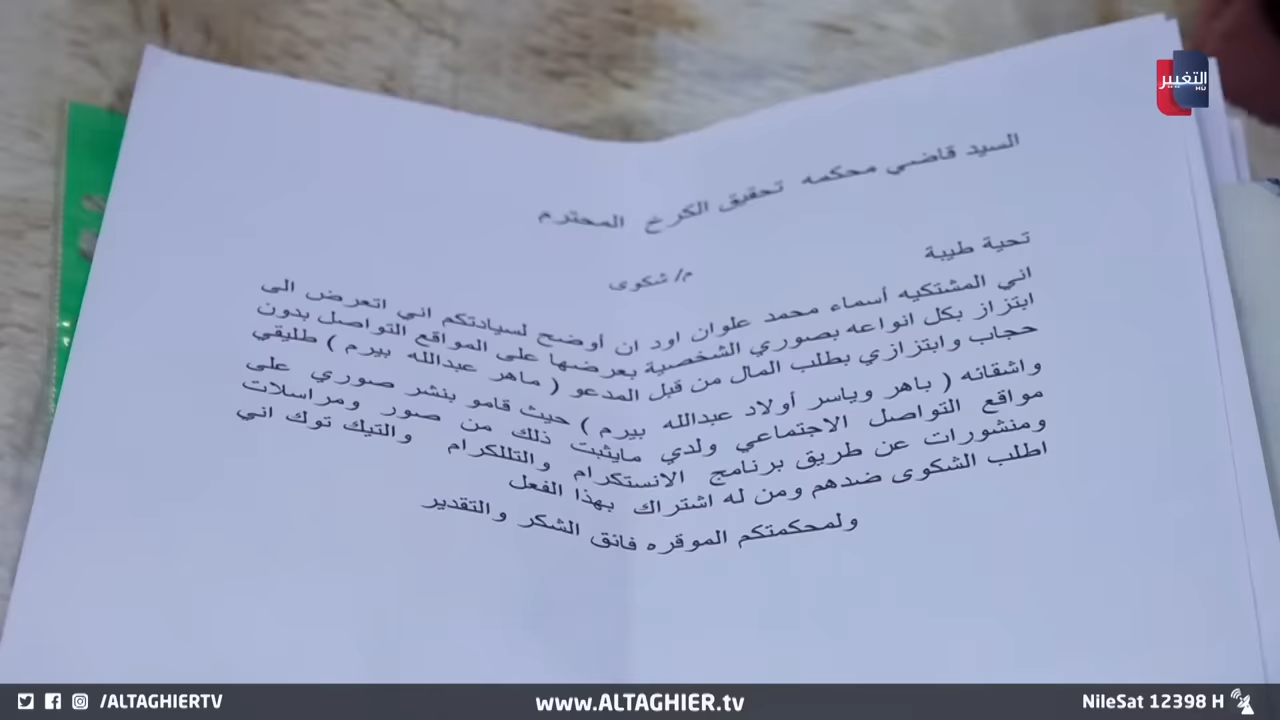 التغيير
HD
السيد قاضي محكمه تحقيق الكرخ المحترم
تحية طيبة
م/ شكوى
اني المشتكيه أسماء محمد علوان اود ان أوضح لسيادتكم اني اتعرض الى
ابتزاز بكل انواعه بصوري الشخصية بعرضها على المواقع التواصل بدون
حجاب وابتزازي بطلب المال من قبل المدعو ( ماهر عبدالله بيرم ) طليقي
واشقائه ( باهر وياسر أولاد عبدالله بيرم ) حيث قامو بنشر صوري على
مواقع التواصل الاجتماعي ولدي مايثبت ذلك من صور ومراسلات
ومنشورات عن طريق برنامج الانستكرام والتللكرام والتيك توك اني
اطلب الشكوى ضدهم ومن له اشتراك بهذا الفعل
ولمحكمتكم الموقره فائق الشكر والتقدير
/ALTAGHIERTV
www.ALTAGHIER.tv
NileSat 12398 H